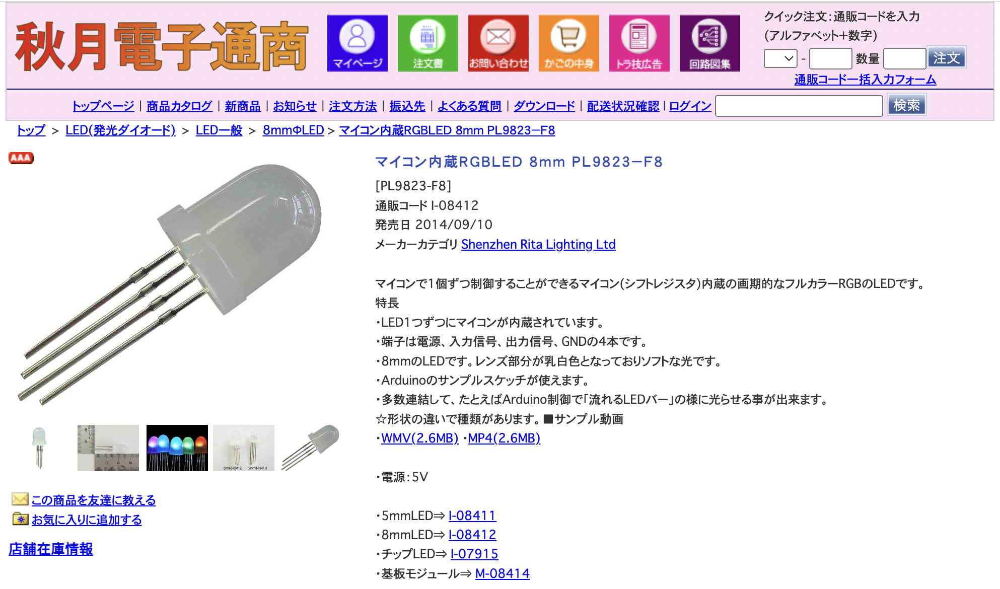 秋月電子通商
マイページ
注文書
お問い合わせ
かごの中身
トラ技広告
回路図集
クイック注文：通販コードを入力
(アルファベット+数字)
- 数量 注文
通販コード一括入力フォーム
トップページ | 商品カタログ | 新商品 | お知らせ | 注文方法 | 振込先 | よくある質問 | ダウンロード | 配送状況確認 | ログイン 検索
トップ > LED(発光ダイオード) > LED一般 > 8mmΦLED > マイコン内蔵RGBLED 8mm PL9823－F8
AAA
マイコン内蔵RGBLED 8mm PL9823－F8
[PL9823-F8]
通販コード I-08412
発売日 2014/09/10
メーカーカテゴリ Shenzhen Rita Lighting Ltd
マイコンで1個ずつ制御することができるマイコン(シフトレジスタ)内蔵の画期的なフルカラーRGBのLEDです。
特長
・LED1つずつにマイコンが内蔵されています。
・端子は電源、入力信号、出力信号、GNDの4本です。
・8mmのLEDです。レンズ部分が乳白色となっておりソフトな光です。
・Arduinoのサンプルスケッチが使えます。
・多数連結して、たとえばArduino制御で「流れるLEDバー」の様に光らせる事が出来ます。
☆形状の違いで種類があります。■サンプル動画
・WMV(2.6MB) ・MP4(2.6MB)
・電源：5V
・5mmLED⇒ I-08411
・8mmLED⇒ I-08412
・チップLED⇒ I-07915
・基板モジュール⇒ M-08414
20
10
10 20 30
8mm(I-08412) 5mm(I-08411)
この商品を友達に教える
お気に入りに追加する
店舗在庫情報